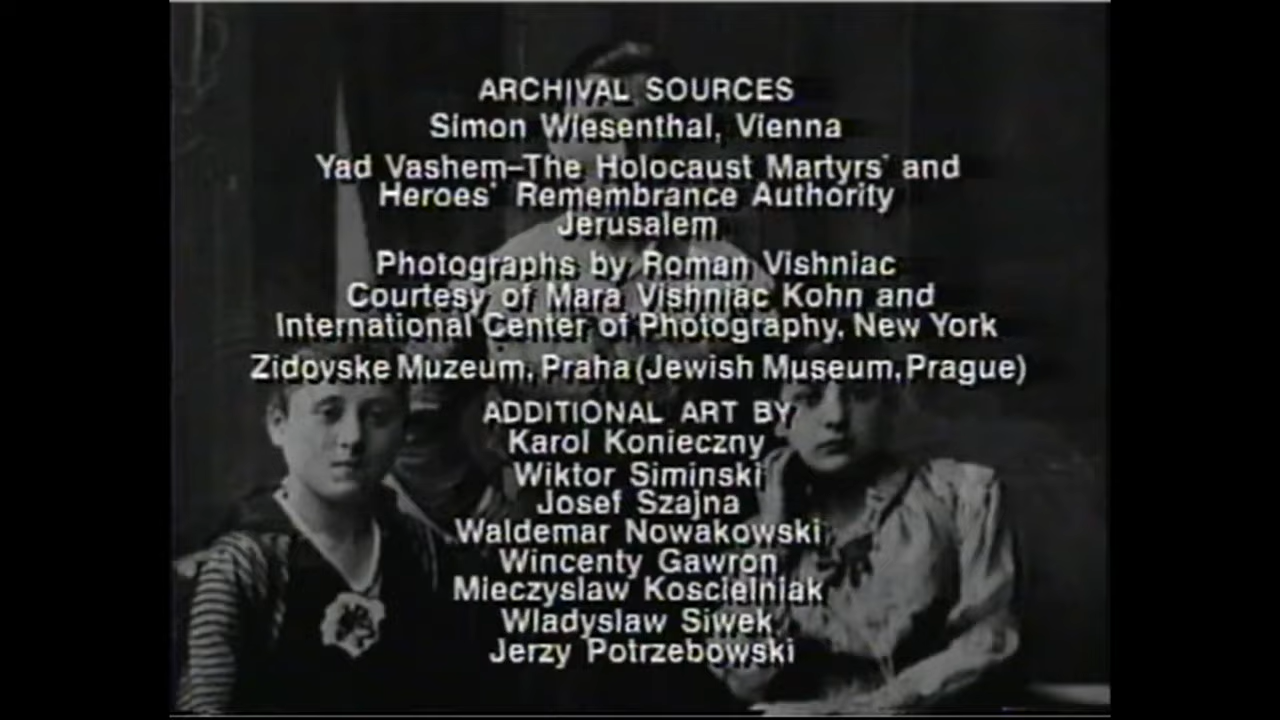 ARCHIVAL SOURCES
Simon Wiesenthal, Vienna
Yad Vashem–The Holocaust Martyrs' and
Heroes' Remembrance Authority
Jerusalem
Photographs by Roman Vishniac
Courtesy of Mara Vishniac Kohn and
International Center of Photography, New York
Zidovske Muzeum, Praha (Jewish Museum, Prague)
ADDITIONAL ART BY
Karol Konieczny
Wiktor Siminski
Josef Szajna
Waldemar Nowakowski
Wincenty Gawron
Mieczyslaw Koscielniak
Wladyslaw Siwek
Jerzy Potrzebowski